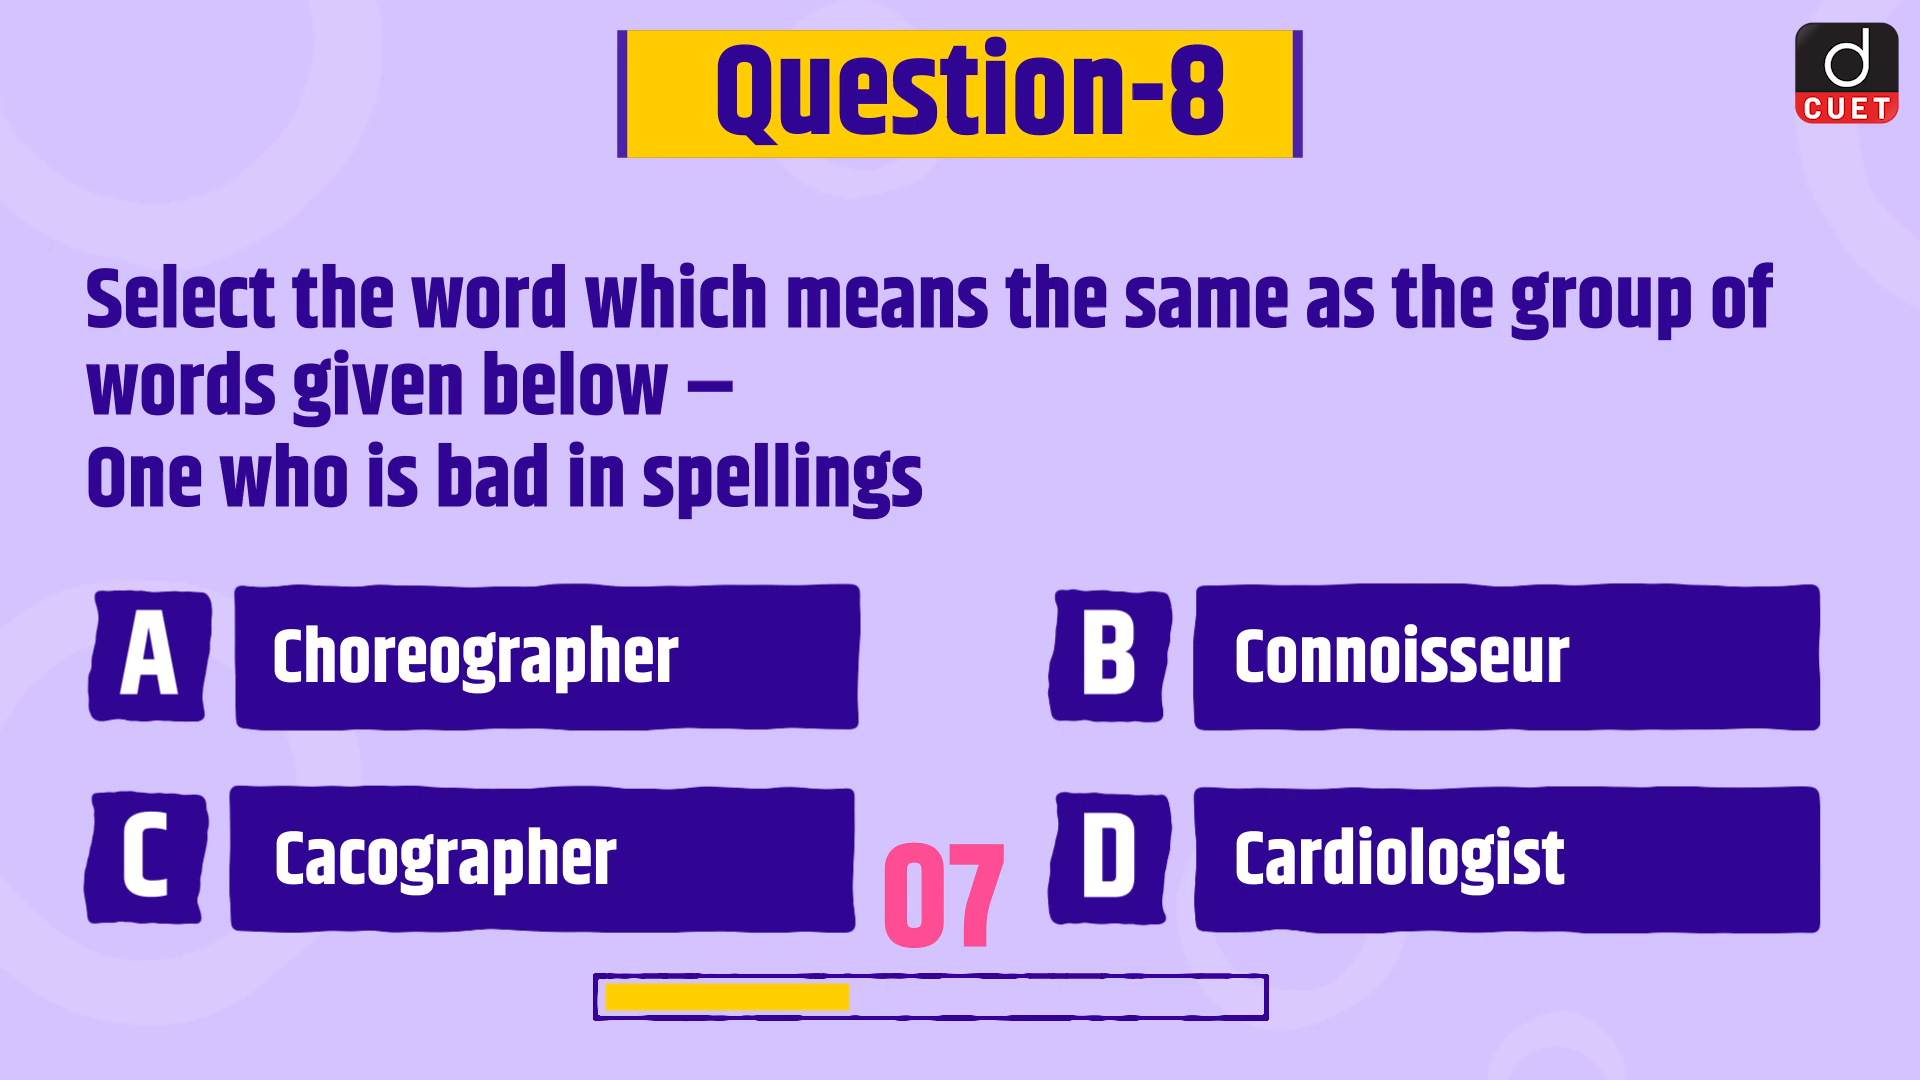 Question-8
d
CUET
Select the word which means the same as the group of
words given below –
One who is bad in spellings
A Choreographer
B Connoisseur
C Cacographer
D Cardiologist
07